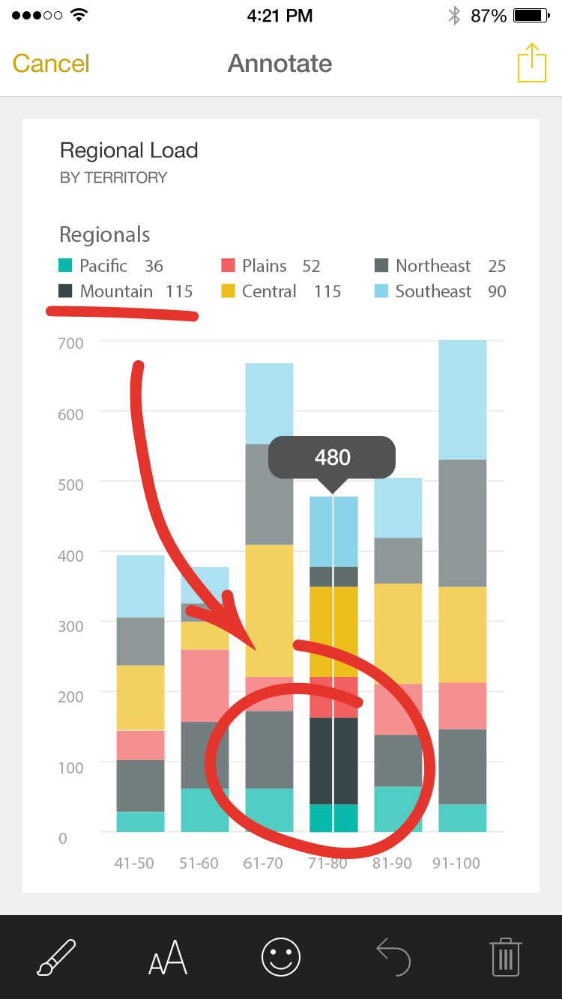 4:21 PM 87%
Cancel Annotate
Regional Load
BY TERRITORY
Regionals
Pacific 36 Plains 52 Northeast 25
Mountain 115 Central 115 Southeast 90
700
600
480
500
400
300
200
100
0
41-50 51-60 61-70 71-80 81-90 91-100
AA